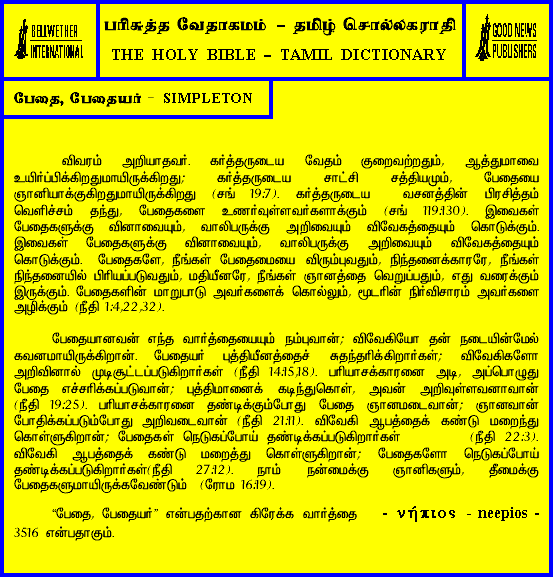 BELLWETHER
INTERNATIONAL
பரிசுத்த வேதாகமம் – தமிழ் சொல்லகராதி
THE HOLY BIBLE – TAMIL DICTIONARY
GOOD NEWS
PUBLISHERS
பேதை, பேதையர் – SIMPLETON
விவரம் அறியாதவர். கர்த்தருடைய வேதம் குறைவற்றதும், ஆத்துமாவை
உயிர்ப்பிக்கிறதுமாயிருக்கிறது; கர்த்தருடைய சாட்சி சத்தியமும், பேதையை
ஞானியாக்குகிறதுமாயிருக்கிறது (சங் 19:7). கர்த்தருடைய வசனத்தின் பிரசித்தம்
வெளிச்சம் தந்து, பேதைகளை உணர்வுள்ளவர்களாக்கும் (சங் 119:130). இவைகள்
பேதைகளுக்கு வினாவையும், வாலிபருக்கு அறிவையும் விவேகத்தையும் கொடுக்கும்.
இவைகள் பேதைகளுக்கு வினாவையும், வாலிபருக்கு அறிவையும் விவேகத்தையும்
கொடுக்கும். பேதைகளே, நீங்கள் பேதைமையை விரும்புவதும், நிந்தனைக்காரரே, நீங்கள்
நிந்தனையில் பிரியப்படுவதும், மதியீனரே, நீங்கள் ஞானத்தை வெறுப்பதும், எது வரைக்கும்
இருக்கும். பேதைகளின் மாறுபாடு அவர்களைக் கொல்லும், மூடரின் நிர்விசாரம் அவர்களை
அழிக்கும் (நீதி 1:4,22,32).
பேதையானவன் எந்த வார்த்தையையும் நம்புவான்; விவேகியோ தன் நடையின்மேல்
கவனமாயிருக்கிறான். பேதையர் புத்தியீனத்தைச் சுதந்தரிக்கிறார்கள்; விவேகிகளோ
அறிவினால் முடிசூட்டப்படுகிறார்கள் (நீதி 14:15,18). பரியாசக்காரனை அடி, அப்பொழுது
பேதை எச்சரிக்கப்படுவான்; புத்திமானைக் கடிந்துகொள், அவன் அறிவுள்ளவனாவான்
(நீதி 19:25). பரியாசக்காரனை தண்டிக்கும்போது பேதை ஞானமடைவான்; ஞானவான்
போதிக்கப்படும்போது அறிவடைவான் (நீதி 21:11). விவேகி ஆபத்தைக் கண்டு மறைந்து
கொள்ளுகிறான்; பேதைகள் நெடுகப்போய் தண்டிக்கப்படுகிறார்கள் (நீதி 22:3).
விவேகி ஆபத்தைக் கண்டு மறைத்து கொள்ளுகிறான்; பேதைகளோ நெடுகப்போய்
தண்டிக்கப்படுகிறார்கள்(நீதி 27:12). நாம் நன்மைக்கு ஞானிகளும், தீமைக்கு
பேதைகளுமாயிருக்கவேண்டும் (ரோம 16:19).
“பேதை, பேதையர்” என்பதற்கான கிரேக்க வார்த்தை - νήπιος - neepios -
3516 என்பதாகும்.